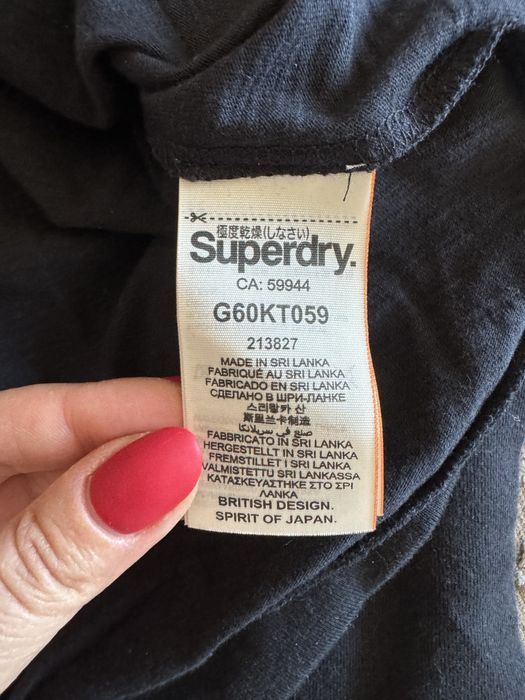 極度乾燥(しなさい)
Superdry.
CA: 59944
G60KT059
213827
MADE IN SRI LANKA
FABRIQUÉ AU SRI LANKA
FABRICADO EN SRI LANKA
СДЕЛАНО В ШРИ-ЛАНКЕ
스리랑카 산
斯里兰卡制造
صنع في سريلانكا
FABBRICATO IN SRI LANKA
HERGESTELLT IN SRI LANKA
FREMSTILLET I SRI LANKA
VALMISTETTU SRI LANKASSA
ΚΑΤΑΣΚΕΥΑΣΤΗΚΕ ΣΤΟ ΣΡΙ
ΛΑΝΚΑ
BRITISH DESIGN.
SPIRIT OF JAPAN.